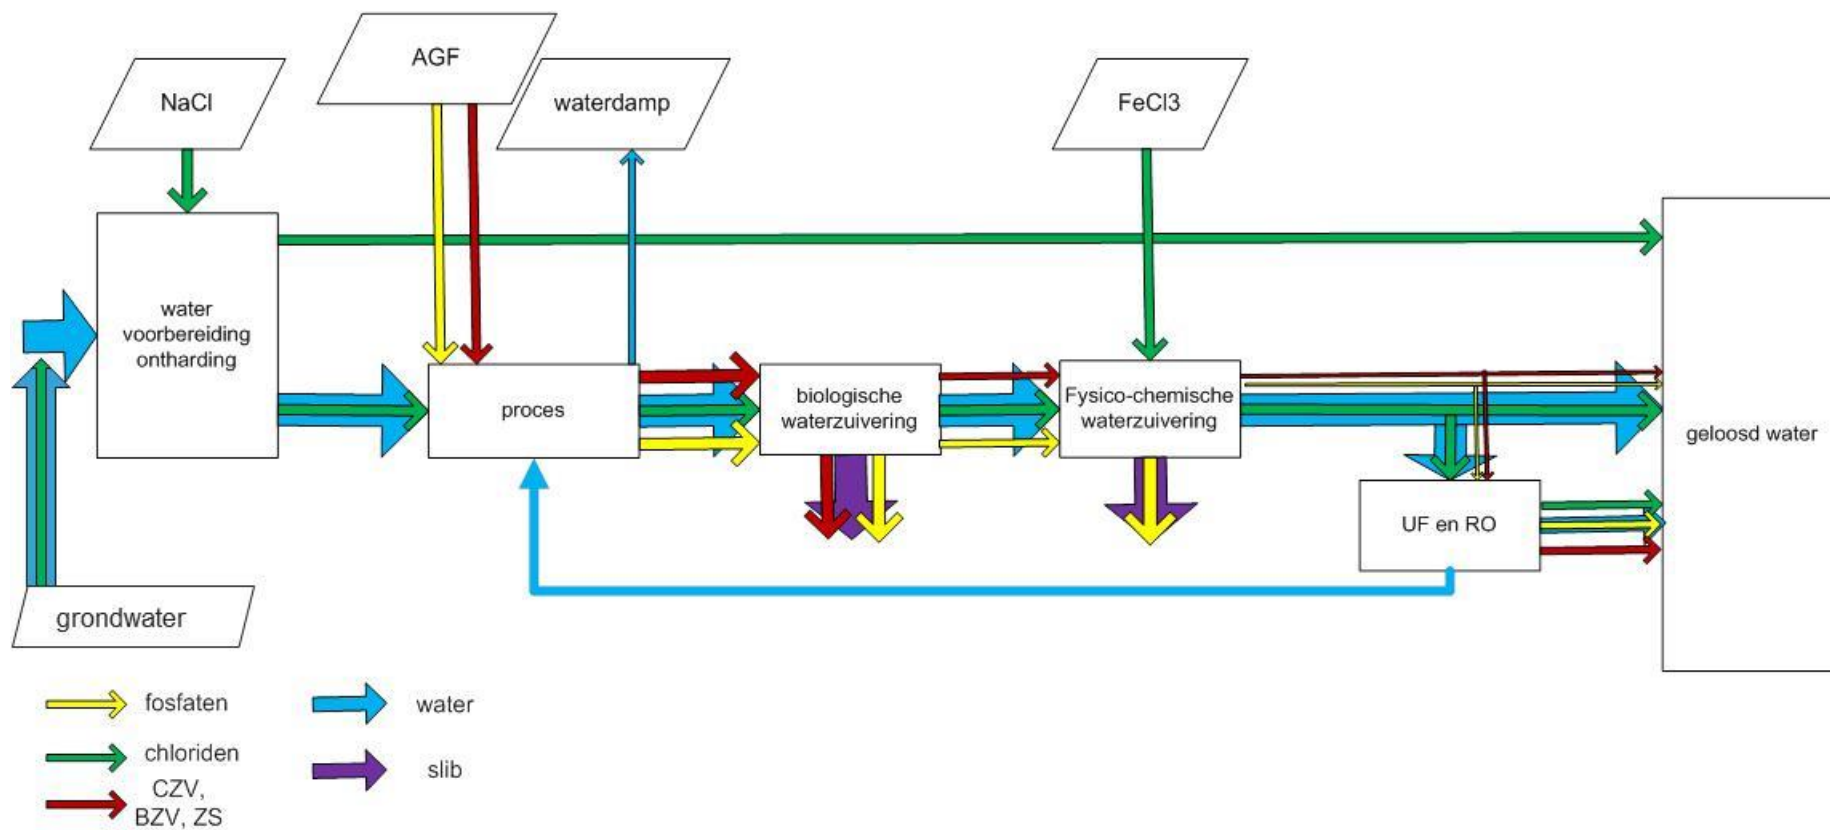 AGF
NaCl
waterdamp
FeCl3
water
voorbereiding
ontharding
proces
biologische
waterzuivering
Fysico-chemische
waterzuivering
geloosd water
UF en RO
grondwater
fosfaten
water
chloriden
slib
CZV,
BZV, ZS